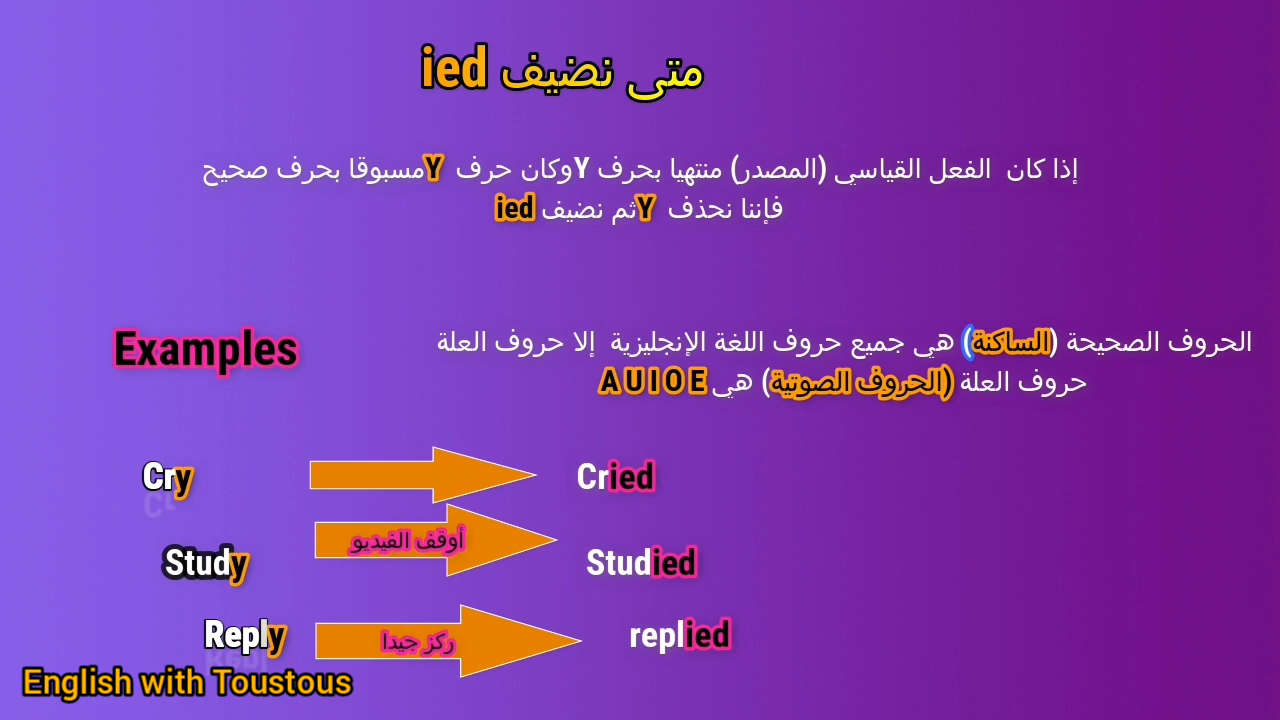 متى نضيف ied
إذا كان الفعل القياسي (المصدر) منتهيا بحرف Y وكان حرف Y مسبوقا بحرف صحيح
فإننا نحذف Y ثم نضيف ied
Examples
الحروف الصحيحة (الساكنة) هي جميع حروف اللغة الإنجليزية إلا حروف العلة
حروف العلة (الحروف الصوتية) هي A U I O E
Cry
Cried
Study
أوقف الفيديو
Studied
Reply
ركز جيدا
replied
English with Toustous